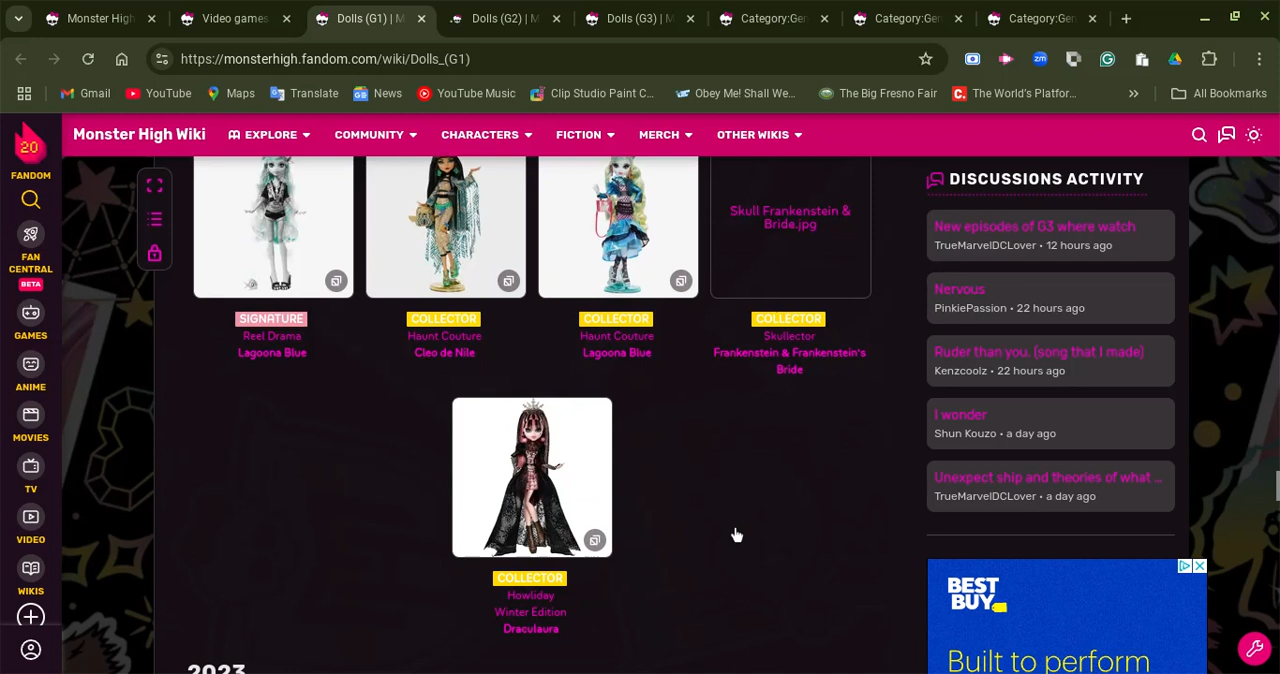 Monster High
Video games
Dolls (G1) | M
Dolls (G2) | M
Dolls (G3) | M
Category:Gen
Category:Gen
Category:Gen
https://monsterhigh.fandom.com/wiki/Dolls_(G1)
Gmail
YouTube
Maps
Translate
News
YouTube Music
Clip Studio Paint C...
Obey Me! Shall We...
The Big Fresno Fair
The World's Platfor...
All Bookmarks
20
FANDOM
FAN
CENTRAL
BETA
GAMES
ANIME
MOVIES
TV
VIDEO
WIKIS
Monster High Wiki
EXPLORE
COMMUNITY
CHARACTERS
FICTION
MERCH
OTHER WIKIS
Skull Frankenstein &
Bride.jpg
SIGNATURE
Reel Drama
Lagoona Blue
COLLECTOR
Haunt Couture
Cleo de Nile
COLLECTOR
Haunt Couture
Lagoona Blue
COLLECTOR
Skullector
Frankenstein & Frankenstein's
Bride
COLLECTOR
Howliday
Winter Edition
Draculaura
2023
DISCUSSIONS ACTIVITY
New episodes of G3 where watch
TrueMarvelDCLover • 12 hours ago
Nervous
PinkiePassion • 22 hours ago
Ruder than you. (song that I made)
Kenzcoolz • 22 hours ago
I wonder
Shun Kouzo • a day ago
Unexpect ship and theories of what ...
TrueMarvelDCLover • a day ago
BEST
BUY
Built to perform